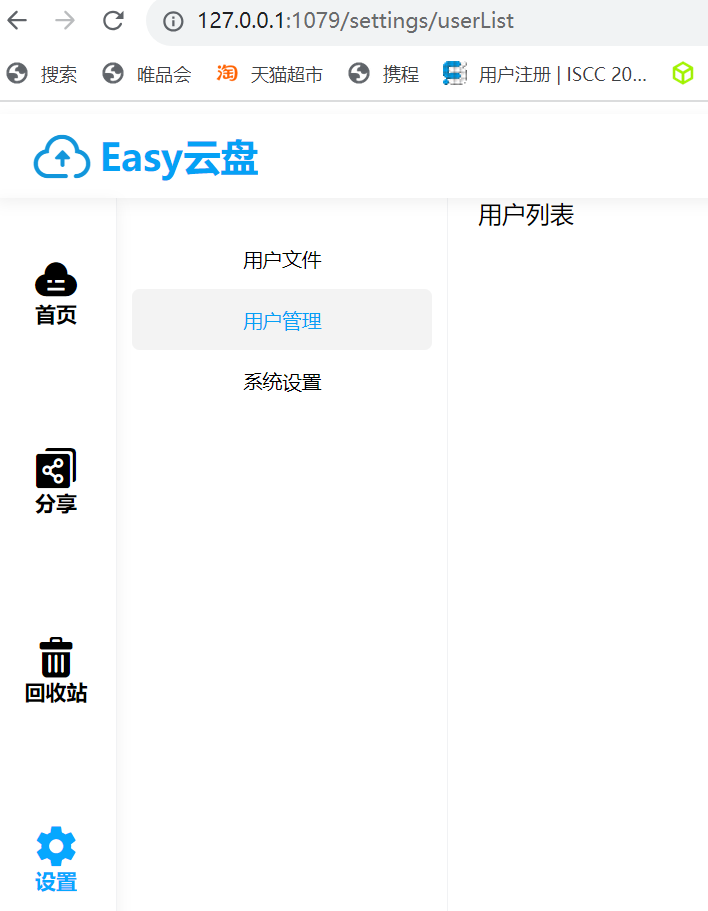 127.0.0.1:1079/settings/userList
搜索 唯品会 淘 天猫超市 携程 用户注册 | ISCC 20...
Easy云盘
用户列表
用户文件
首页
用户管理
系统设置
分享
回收站
设置